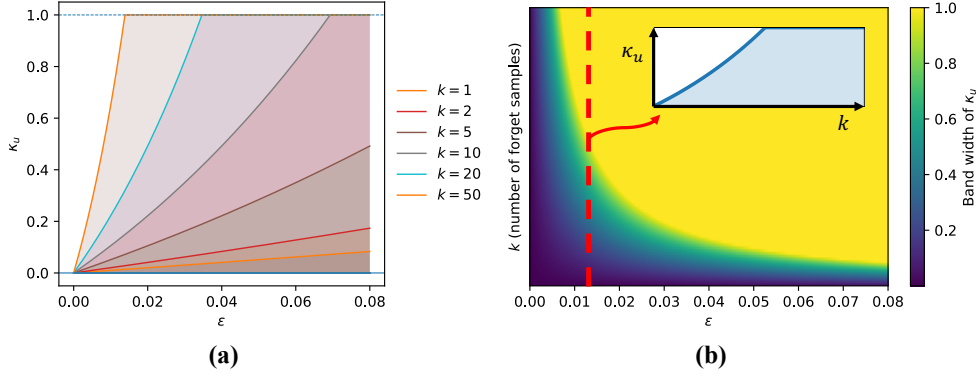 1.0
0.8
0.6
0.4
0.2
0.0
κ_u
0.00
0.02
0.04
0.06
0.08
ε
k = 1
k = 2
k = 5
k = 10
k = 20
k = 50
(a)
k (number of forget samples)
κ_u
k
0.00
0.01
0.02
0.03
0.04
0.05
0.06
0.07
0.08
ε
1.0
0.8
0.6
0.4
0.2
Band width of κ_u
(b)